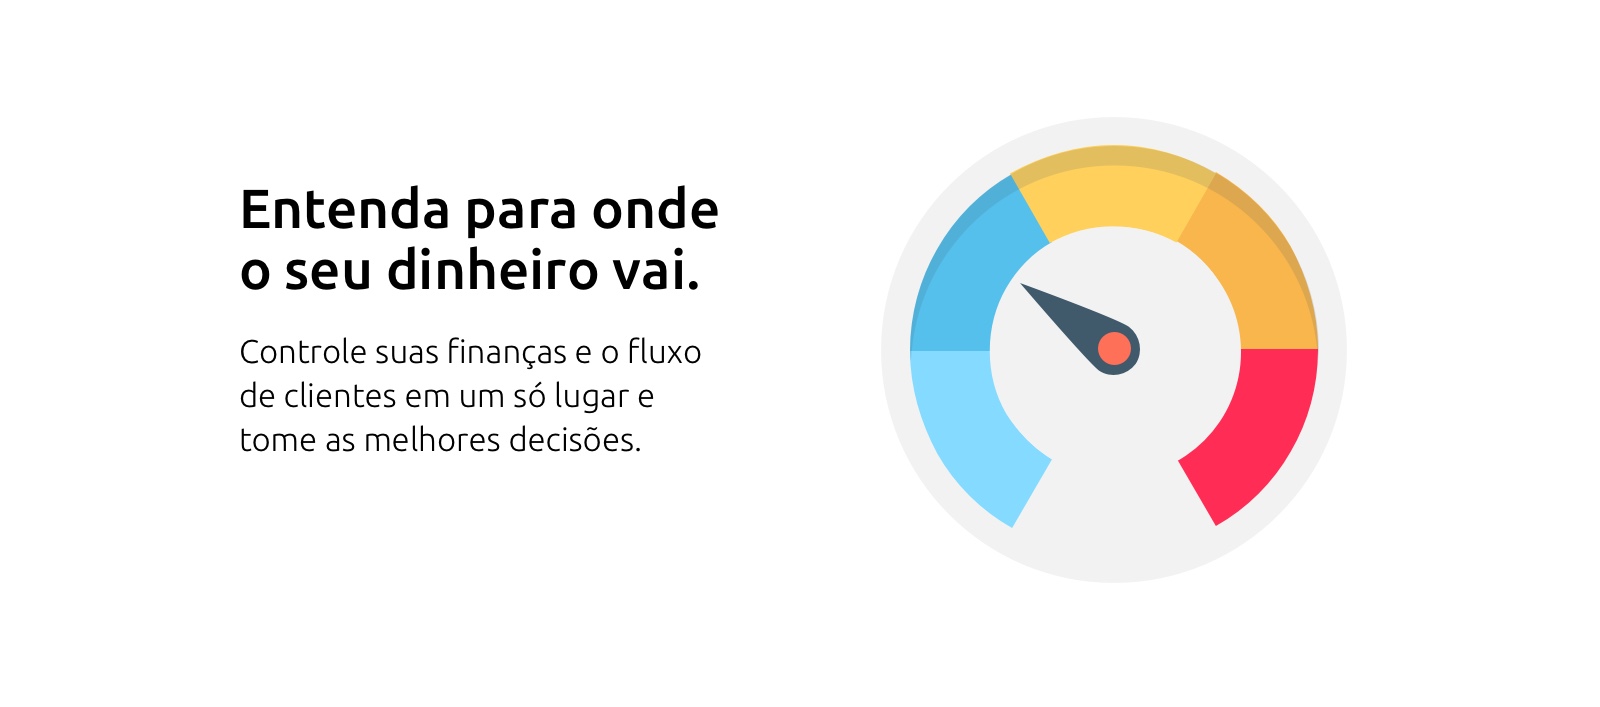 Entenda para onde
o seu dinheiro vai.
Controle suas finanças e o fluxo
de clientes em um só lugar e
tome as melhores decisões.